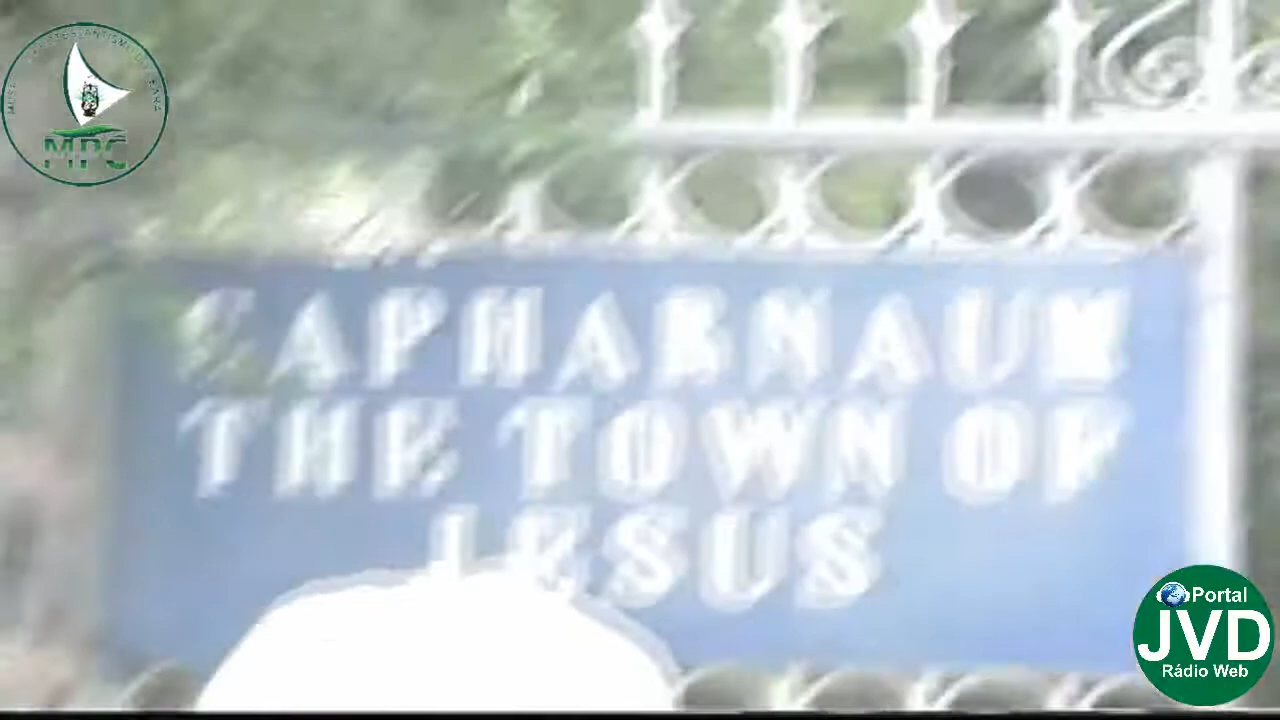 CAPHARNAUM
THE TOWN OF
JESUS
MPC
Portal
JVD
Rádio Web